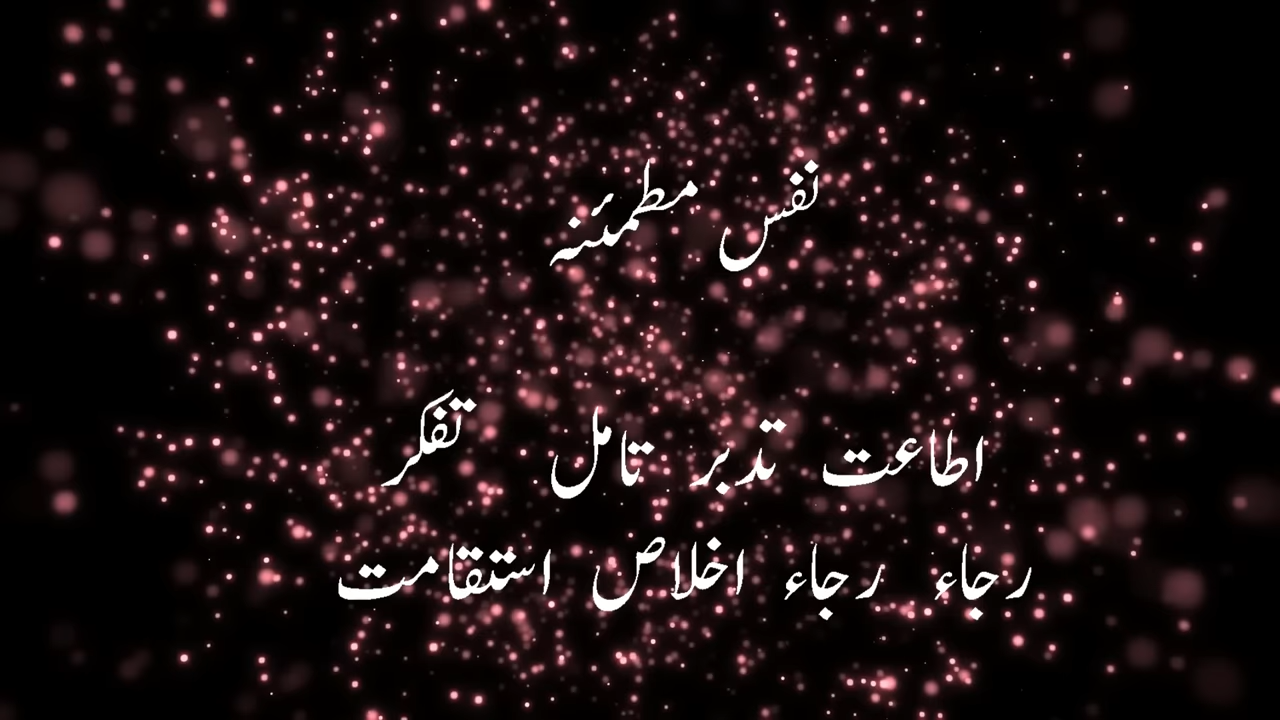 نفس مطمئنہ
اطاعت تدبر تامل تفکر
رجاء رجاء اخلاص استقامت